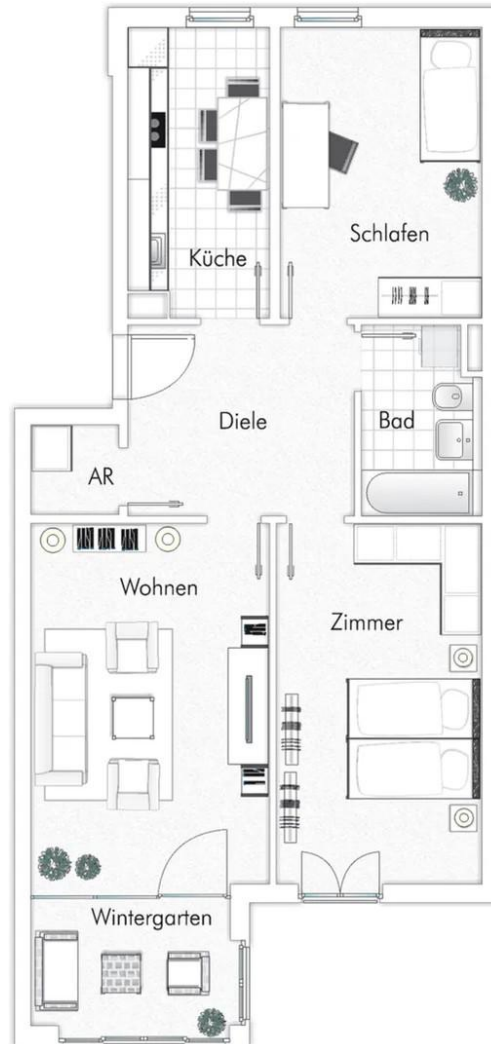 Küche
Schlafen
Diele
Bad
AR
Wohnen
Zimmer
Wintergarten